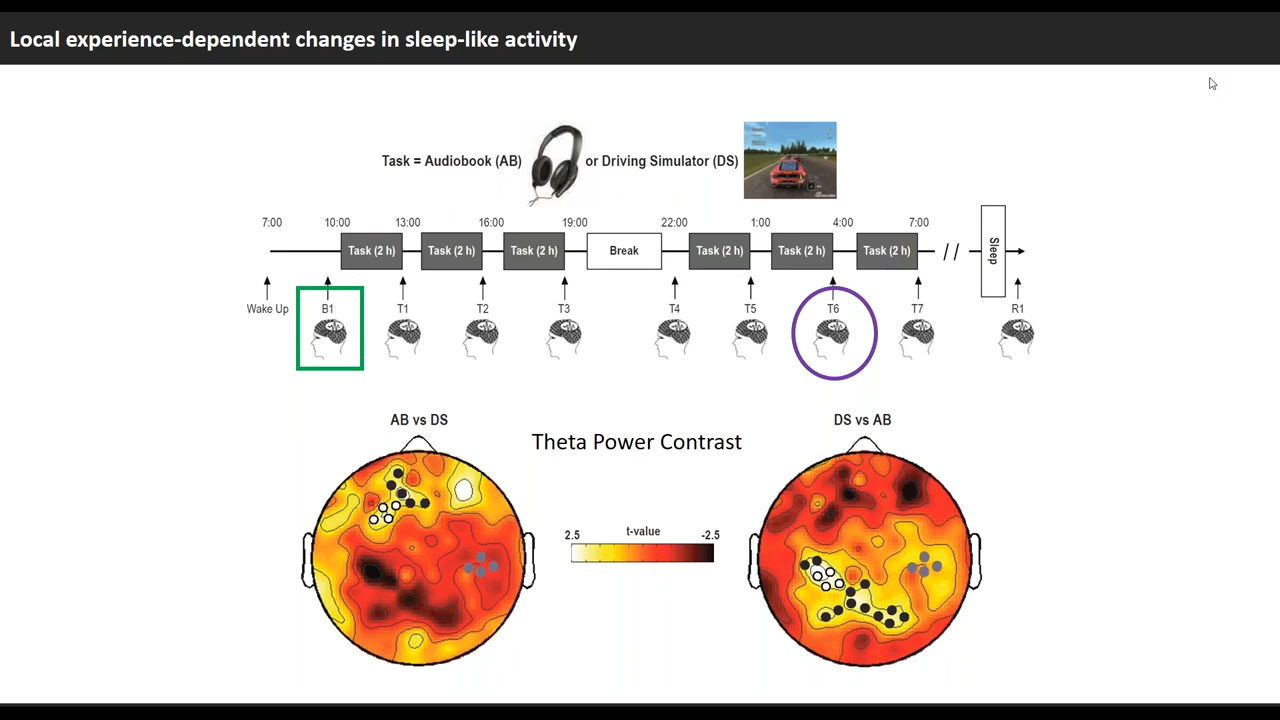 Local experience-dependent changes in sleep-like activity
Task = Audiobook (AB)
or Driving Simulator (DS)
7:00 10:00 13:00 16:00 19:00 22:00 1:00 4:00 7:00
Task (2 h) Task (2 h) Task (2 h) Break Task (2 h) Task (2 h) Task (2 h) // Sleep
Wake Up B1 T1 T2 T3 T4 T5 T6 T7 R1
AB vs DS
DS vs AB
Theta Power Contrast
2.5 t-value -2.5